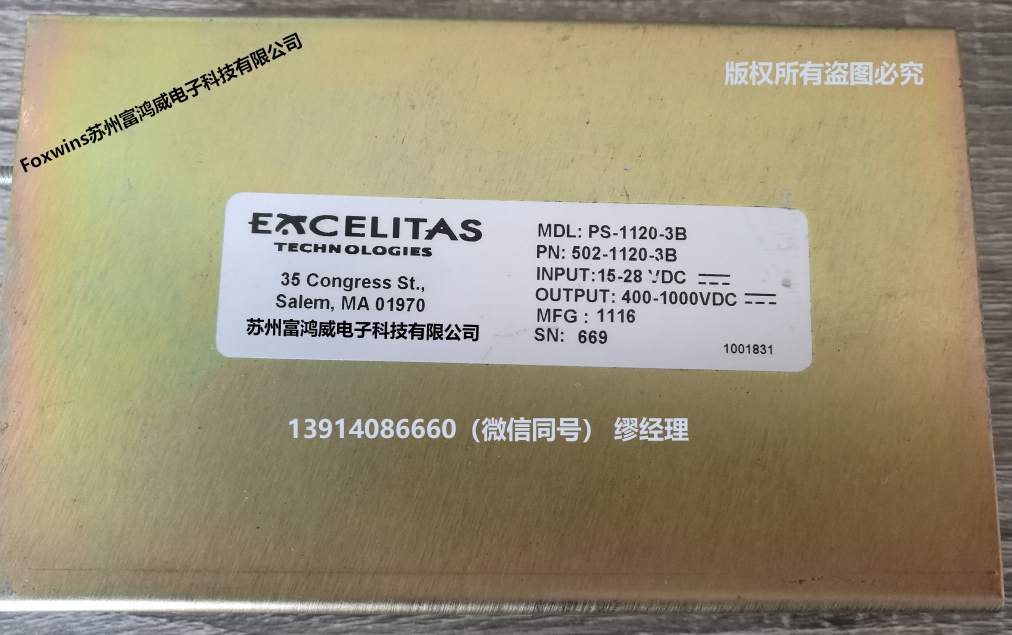 Foxwins苏州富鸿威电子科技有限公司
版权所有盗图必究
EXCELITAS
TECHNOLOGIES
35 Congress St.,
Salem, MA 01970
苏州富鸿威电子科技有限公司
MDL: PS-1120-3B
PN: 502-1120-3B
INPUT:15-28 VDC
OUTPUT: 400-1000VDC
MFG : 1116
SN: 669
1001831
13914086660（微信同号） 缪经理